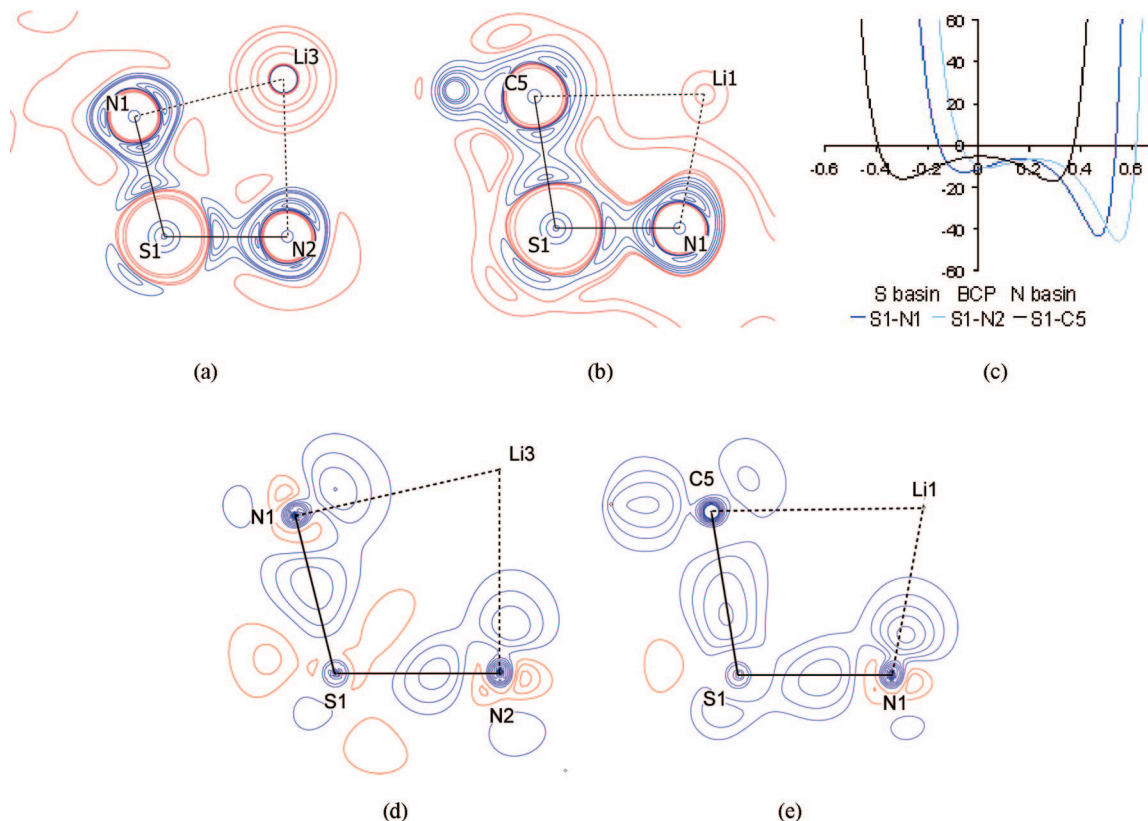 Li3
N1
S1
N2
(a)
C5
Li1
S1
N1
(b)
60
40
20
0
-20
-40
-60
-0.6 -0.4 -0.2 0 0.2 0.4 0.6
S basin BCP N basin
S1-N1 S1-N2 S1-C5
(c)
Li3
N1
S1
N2
(d)
C5
Li1
S1
N1
(e)